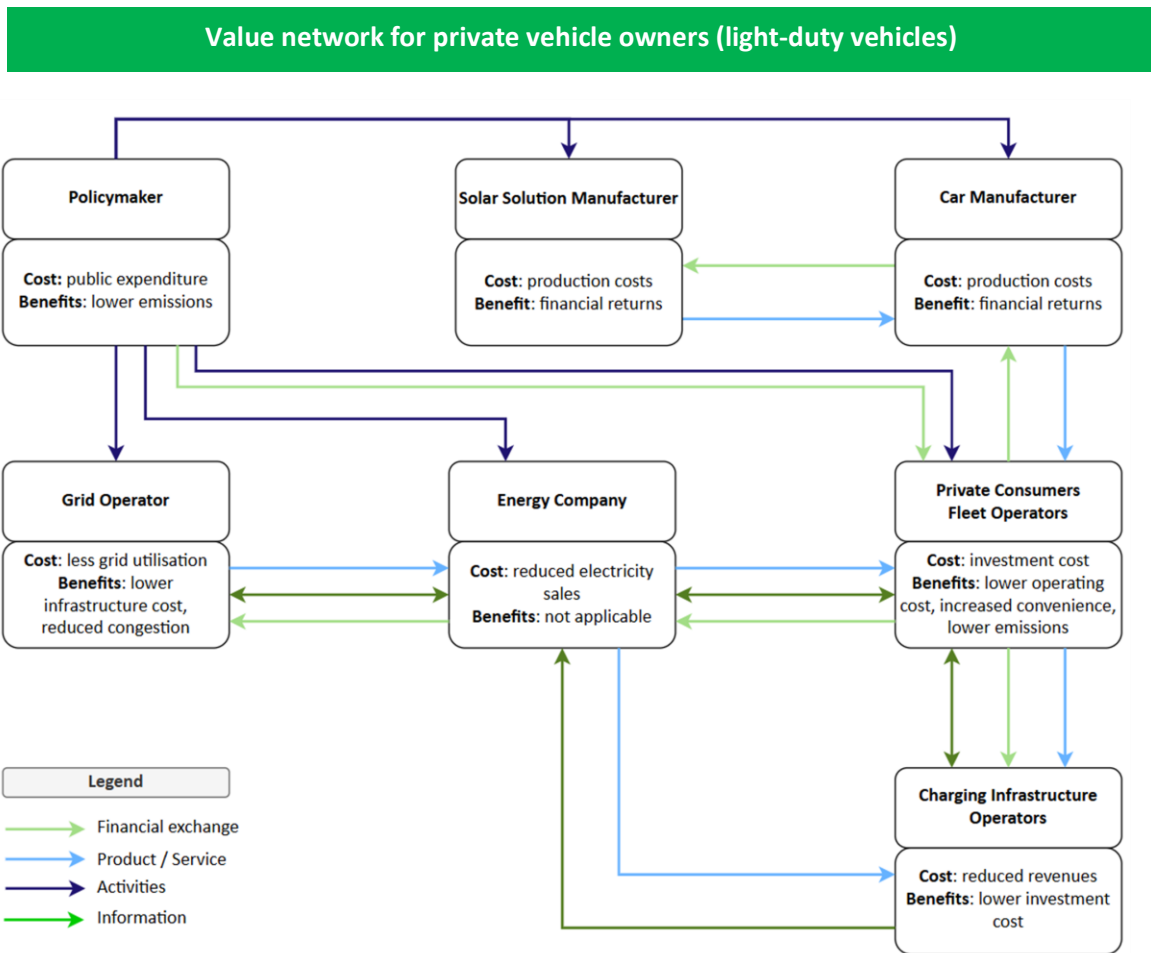 Value network for private vehicle owners (light-duty vehicles)
Policymaker
Cost: public expenditure
Benefits: lower emissions
Solar Solution Manufacturer
Cost: production costs
Benefit: financial returns
Car Manufacturer
Cost: production costs
Benefit: financial returns
Grid Operator
Cost: less grid utilisation
Benefits: lower
infrastructure cost,
reduced congestion
Energy Company
Cost: reduced electricity
sales
Benefits: not applicable
Private Consumers
Fleet Operators
Cost: investment cost
Benefits: lower operating
cost, increased convenience,
lower emissions
Legend
Financial exchange
Product / Service
Activities
Information
Charging Infrastructure
Operators
Cost: reduced revenues
Benefits: lower investment
cost